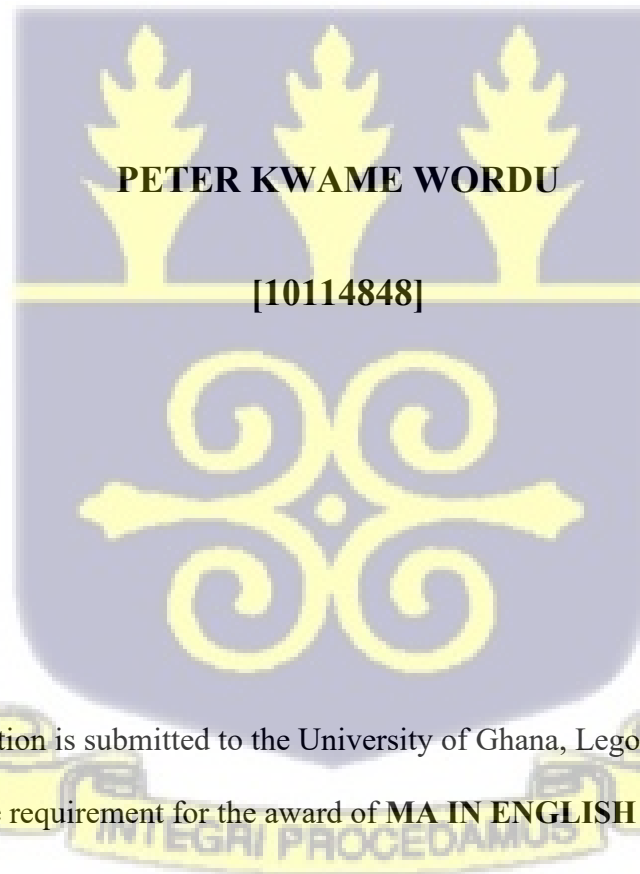 PETER KWAME WORDU
[10114848]
tion is submitted to the University of Ghana, Lego
requirement for the award of MA IN ENGLISH
INTEGRI PROCEDAMUS